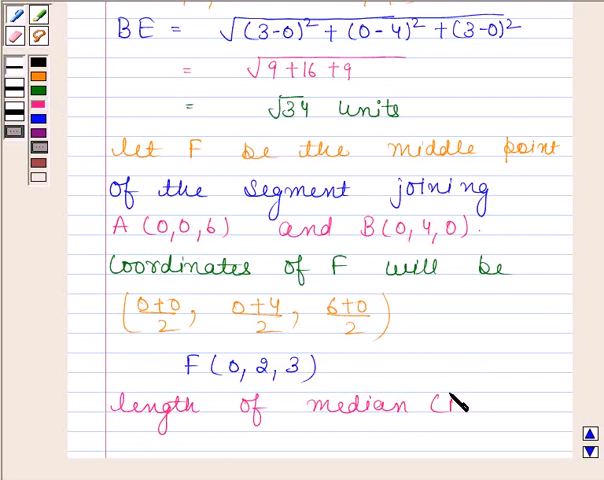 BE = √(3-0)² + (0-4)² + (3-0)²
= √9+16+9
= √34 units
let F be the middle point
of the segment joining
A (0,0,6) and B(0,4,0).
Coordinates of F will be
(0+0/2, 0+4/2, 6+0/2)
F(0,2,3)
length of median C